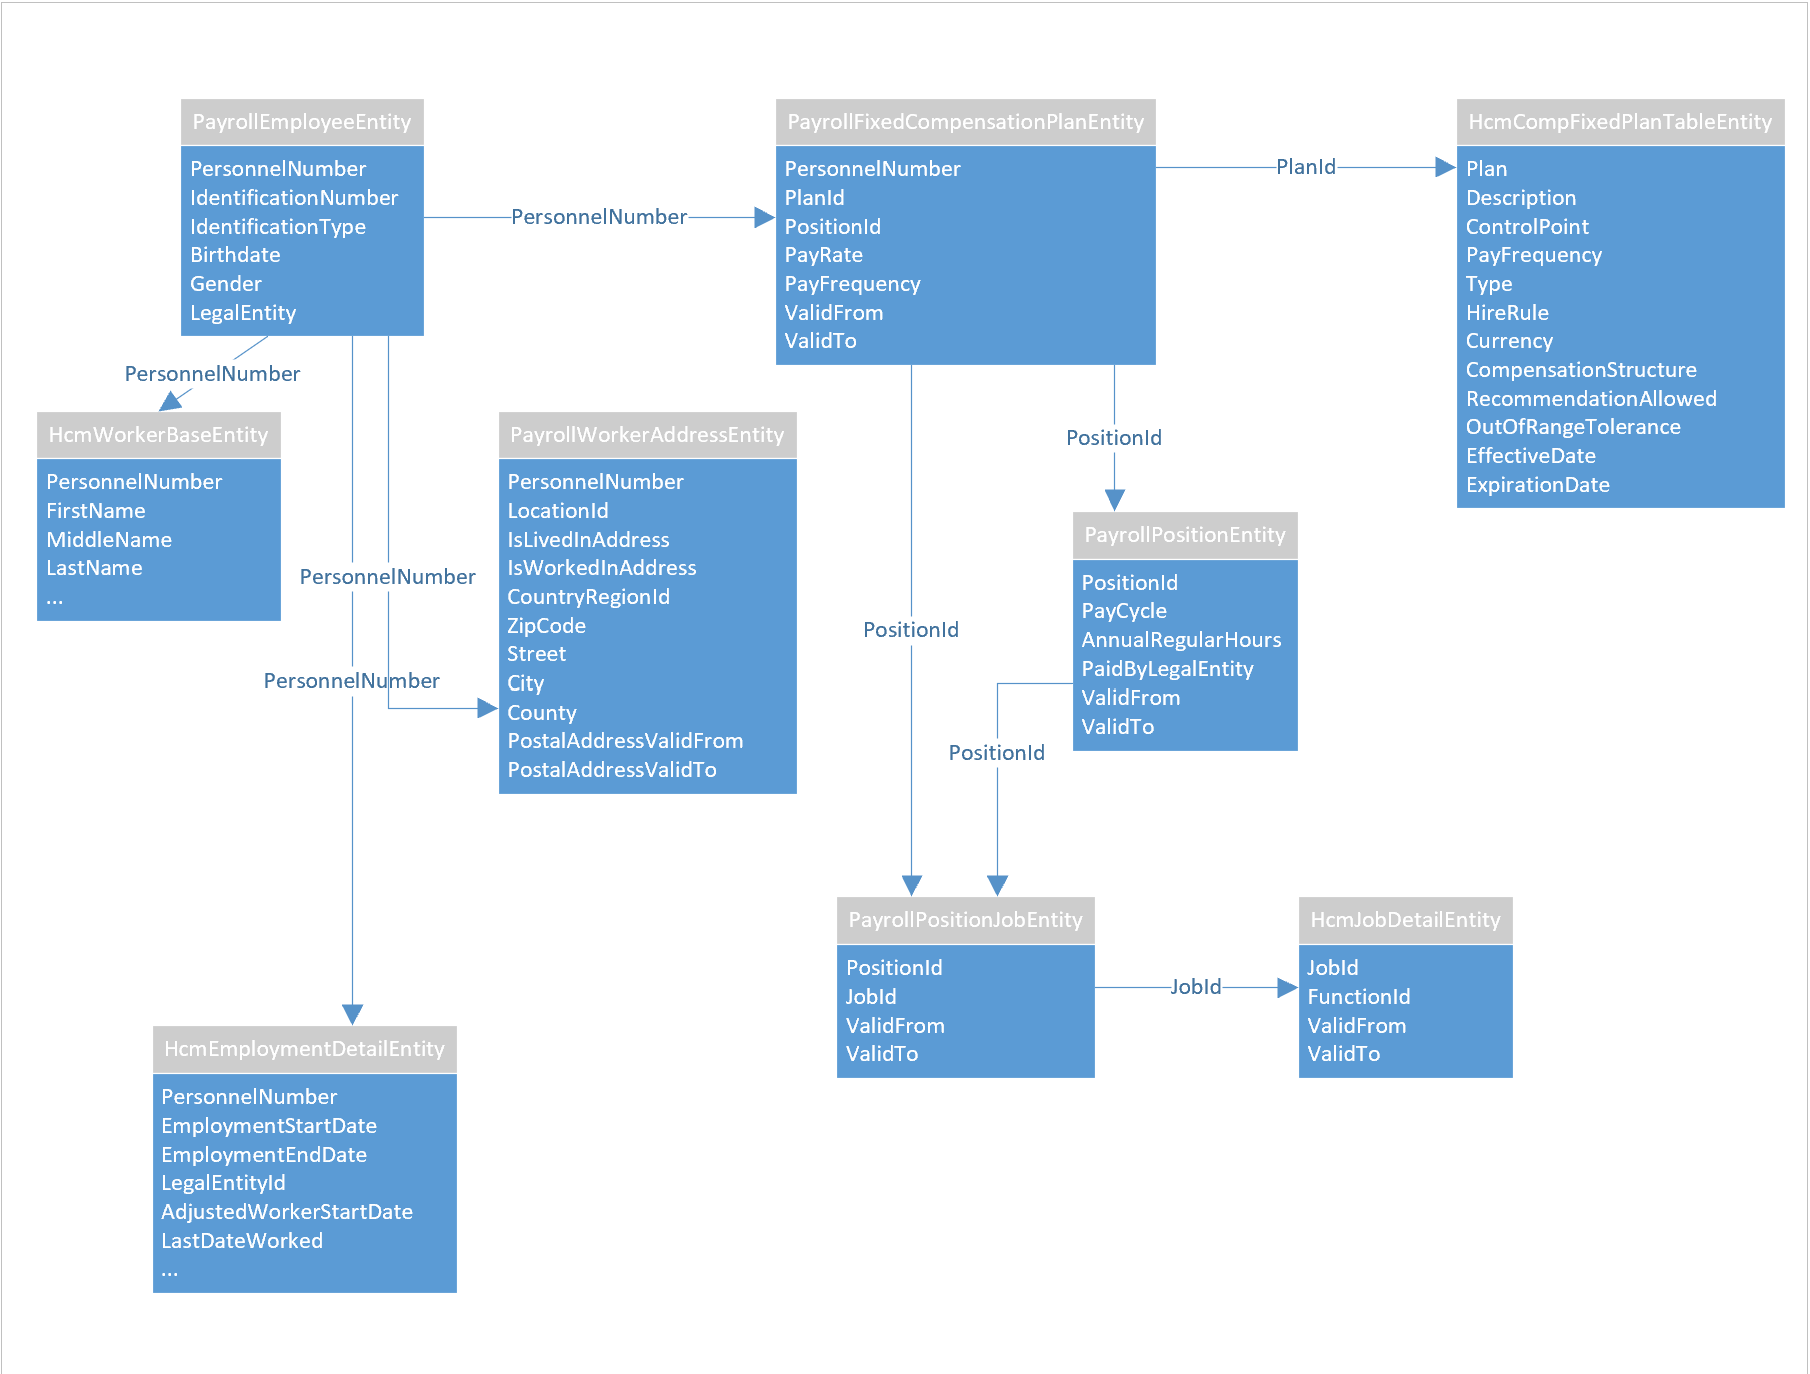 PayrollEmployeeEntity
PersonnelNumber
IdentificationNumber
IdentificationType
Birthdate
Gender
LegalEntity
PersonnelNumber
PayrollFixedCompensationPlanEntity
PersonnelNumber
PlanId
PositionId
PayRate
PayFrequency
ValidFrom
ValidTo
PlanId
HcmCompFixedPlanTableEntity
Plan
Description
ControlPoint
PayFrequency
Type
HireRule
Currency
CompensationStructure
RecommendationAllowed
OutOfRangeTolerance
EffectiveDate
ExpirationDate
PersonnelNumber
HcmWorkerBaseEntity
PersonnelNumber
FirstName
MiddleName
LastName
...
PersonnelNumber
PersonnelNumber
PayrollWorkerAddressEntity
PersonnelNumber
LocationId
IsLivedInAddress
IsWorkedInAddress
CountryRegionId
ZipCode
Street
City
County
PostalAddressValidFrom
PostalAddressValidTo
PositionId
PositionId
PayrollPositionEntity
PositionId
PayCycle
AnnualRegularHours
PaidByLegalEntity
ValidFrom
ValidTo
PositionId
PayrollPositionJobEntity
PositionId
JobId
ValidFrom
ValidTo
JobId
HcmJobDetailEntity
JobId
FunctionId
ValidFrom
ValidTo
HcmEmploymentDetailEntity
PersonnelNumber
EmploymentStartDate
EmploymentEndDate
LegalEntityId
AdjustedWorkerStartDate
LastDateWorked
...